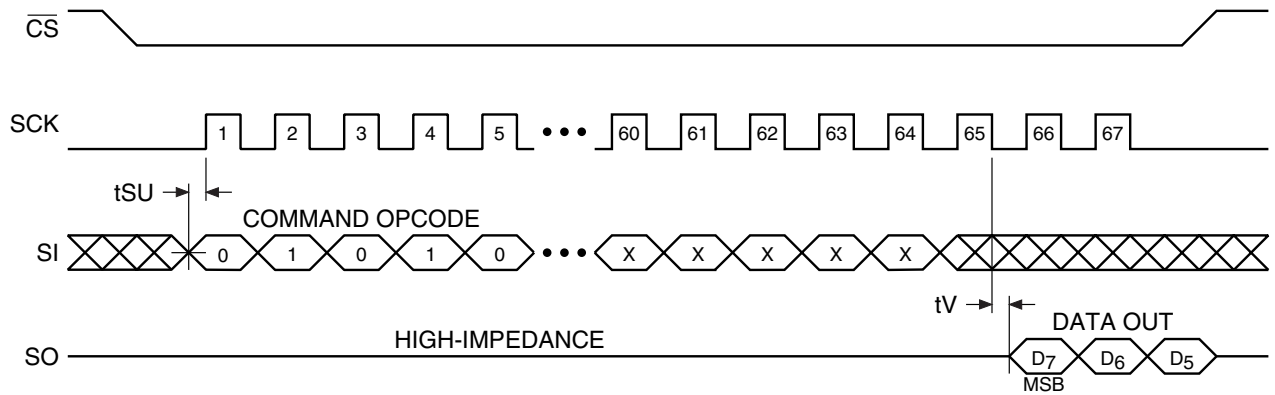 CS
SCK 1 2 3 4 5 ••• 60 61 62 63 64 65 66 67
tSU
COMMAND OPCODE
SI 0 1 0 1 0 ••• X X X X X
tV
HIGH-IMPEDANCE
DATA OUT
SO D7 D6 D5
MSB